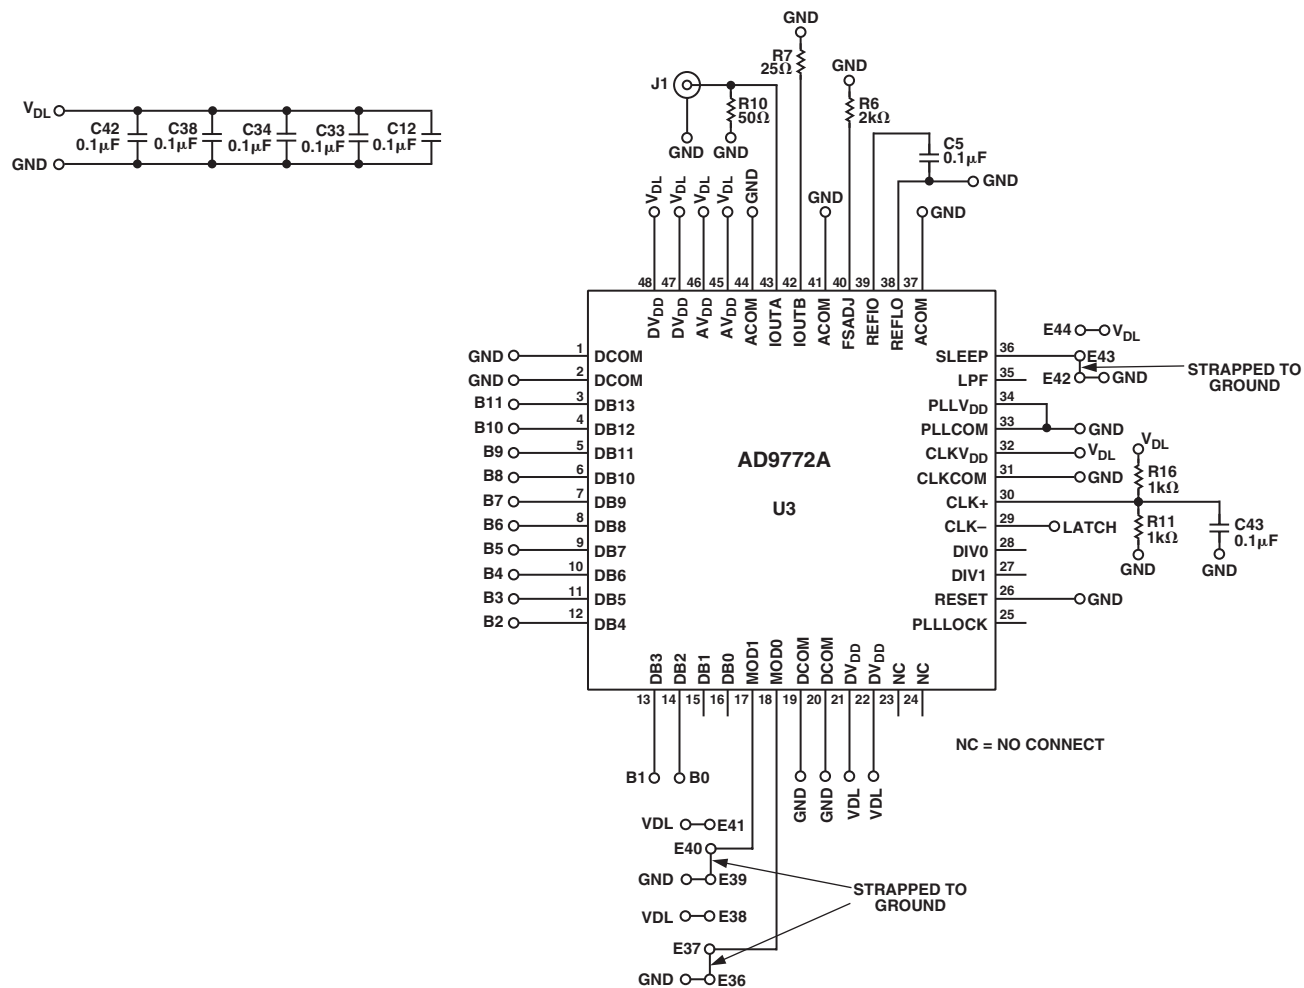 GND
R7
25Ω
GND
J1
R10
50Ω
R6
2kΩ
GND
GND
C5
0.1µF
GND
VDL
C42
0.1µF
C38
0.1µF
C34
0.1µF
C33
0.1µF
C12
0.1µF
GND
VDL
VDL
VDL
VDL
GND
GND
GND
48
47
46
45
44
43
42
41
40
39
38
37
DVDD
DVDD
AVDD
AVDD
ACOM
IOUTA
IOUTB
ACOM
FSADJ
REFIO
REFLO
ACOM
GND 1 DCOM
GND 2 DCOM
B11 3 DB13
B10 4 DB12
B9 5 DB11
B8 6 DB10
B7 7 DB9
B6 8 DB8
B5 9 DB7
B4 10 DB6
B3 11 DB5
B2 12 DB4
AD9772A
U3
E44 VDL
SLEEP 36 E43
E42 GND
STRAPPED TO
GROUND
LPF 35
PLLVDD 34
PLLCOM 33 GND
CLKVDD 32 VDL
CLKCOM 31 GND
CLK+ 30
CLK– 29 LATCH
DIV0 28
DIV1 27
RESET 26 GND
PLLLOCK 25
VDL
R16
1kΩ
R11
1kΩ
GND
C43
0.1µF
GND
DB3
DB2
DB1
DB0
MOD1
MOD0
DCOM
DCOM
DVDD
DVDD
NC
NC
13
14
15
16
17
18
19
20
21
22
23
24
NC = NO CONNECT
B1
B0
GND
GND
VDL
VDL
VDL E41
E40
GND E39
STRAPPED TO
GROUND
VDL E38
E37
GND E36